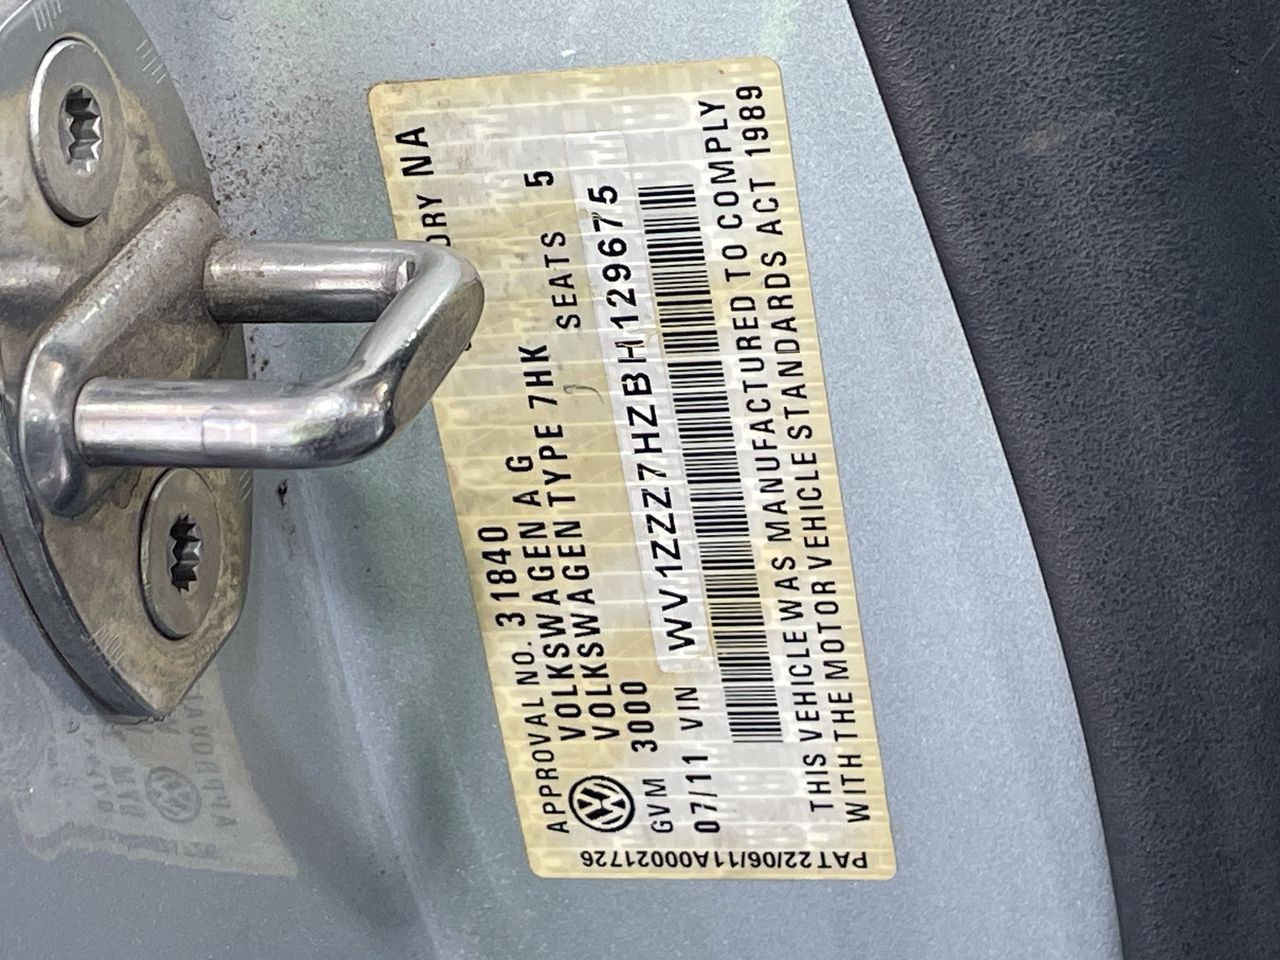 APPROVAL NO. 31840
ORY NA
VOLKSWAGEN AG
VOLKSWAGEN TYPE 7HK
GVM 3000
SEATS 5
07/11 VIN WV1ZZZ7HZBH129675
THIS VEHICLE WAS MANUFACTURED TO COMPLY
WITH THE MOTOR VEHICLE STANDARDS ACT 1989
PAT22/06/11A00021726